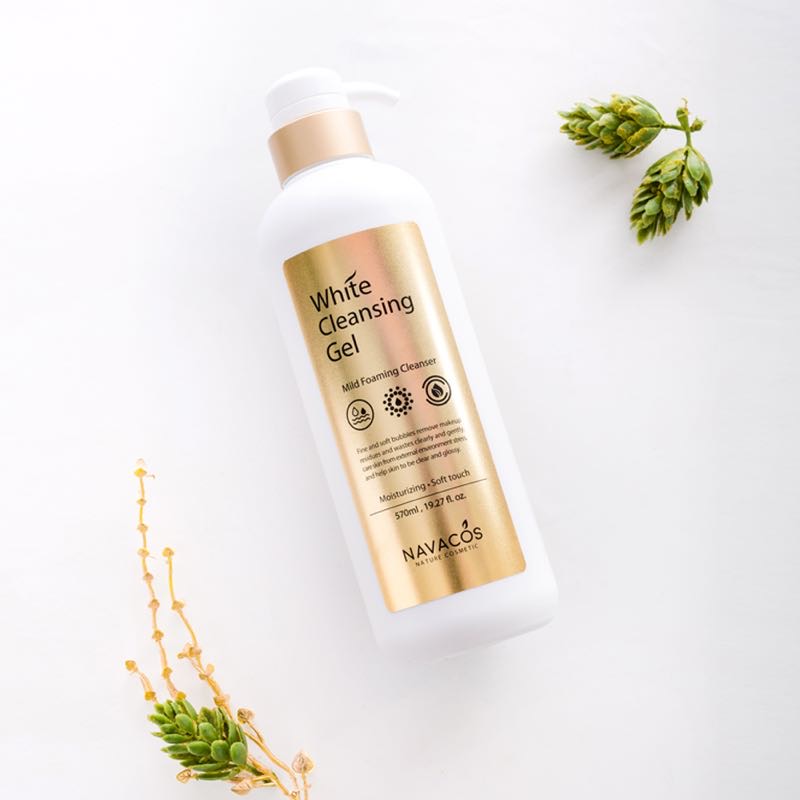 White
Cleansing
Gel
Mild Foaming Cleanser
Fine and soft bubbles remove makeup
residues and wastes clearly and gently,
care skin from external environment stress
and help skin to be clear and glossy.
Moisturizing • Soft touch
570ml , 19.27 fl. oz.
NAVACOS
NATURE COSMETIC